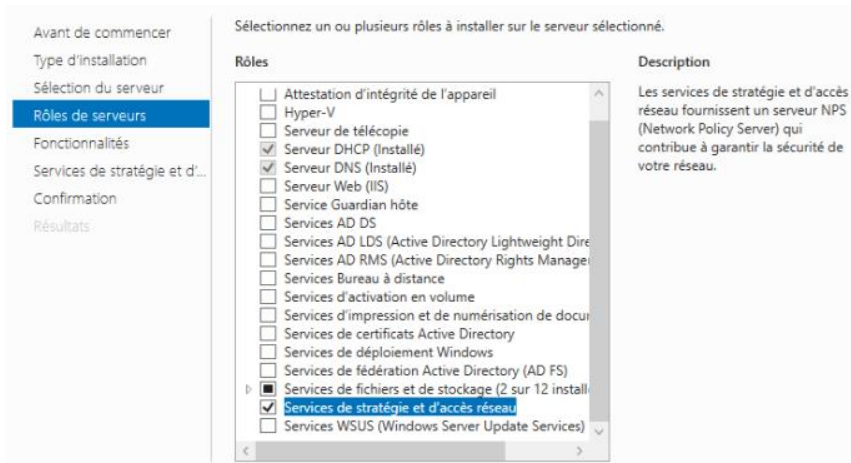 Avant de commencer
Type d'installation
Sélection du serveur
Rôles de serveurs
Fonctionnalités
Services de stratégie et d'...
Confirmation
Résultats
Sélectionnez un ou plusieurs rôles à installer sur le serveur sélectionné.
Rôles
Attestation d'intégrité de l'appareil
Hyper-V
Serveur de télécopie
Serveur DHCP (Installé)
Serveur DNS (Installé)
Serveur Web (IIS)
Service Guardian hôte
Services AD DS
Services AD LDS (Active Directory Lightweight Dire
Services AD RMS (Active Directory Rights Manage
Services Bureau à distance
Services d'activation en volume
Services d'impression et de numérisation de docu
Services de certificats Active Directory
Services de déploiement Windows
Services de fédération Active Directory (AD FS)
Services de fichiers et de stockage (2 sur 12 install
Services de stratégie et d'accès réseau
Services WSUS (Windows Server Update Services)
Description
Les services de stratégie et d'accès
réseau fournissent un serveur NPS
(Network Policy Server) qui
contribue à garantir la sécurité de
votre réseau.